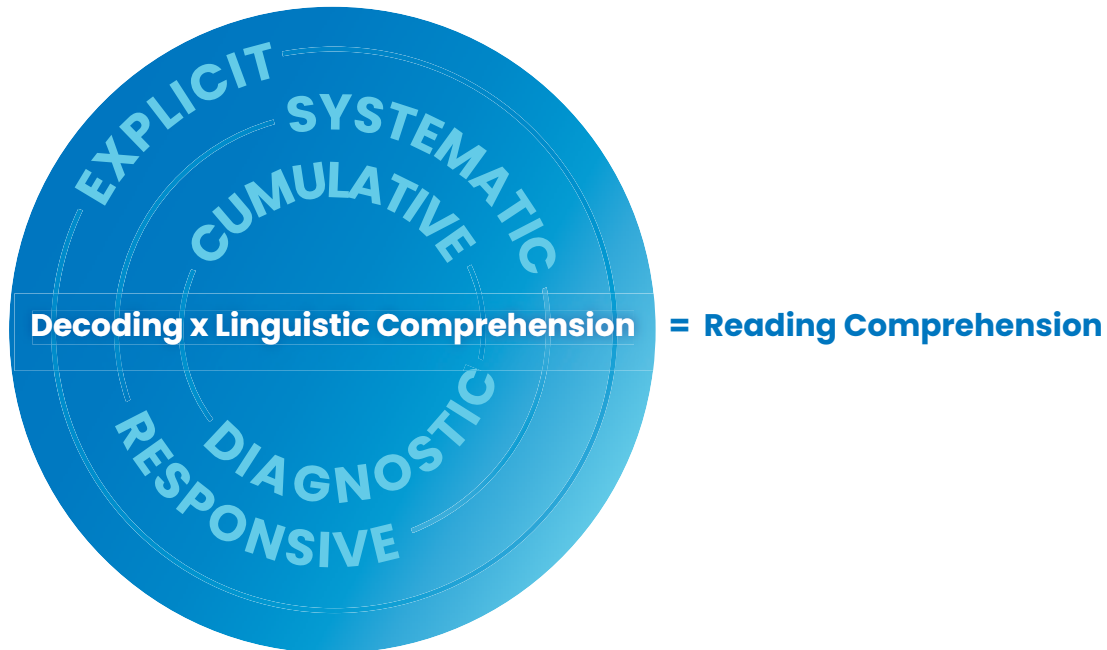 EXPLICIT
SYSTEMATIC
CUMULATIVE
Decoding x Linguistic Comprehension = Reading Comprehension
DIAGNOSTIC
RESPONSIVE